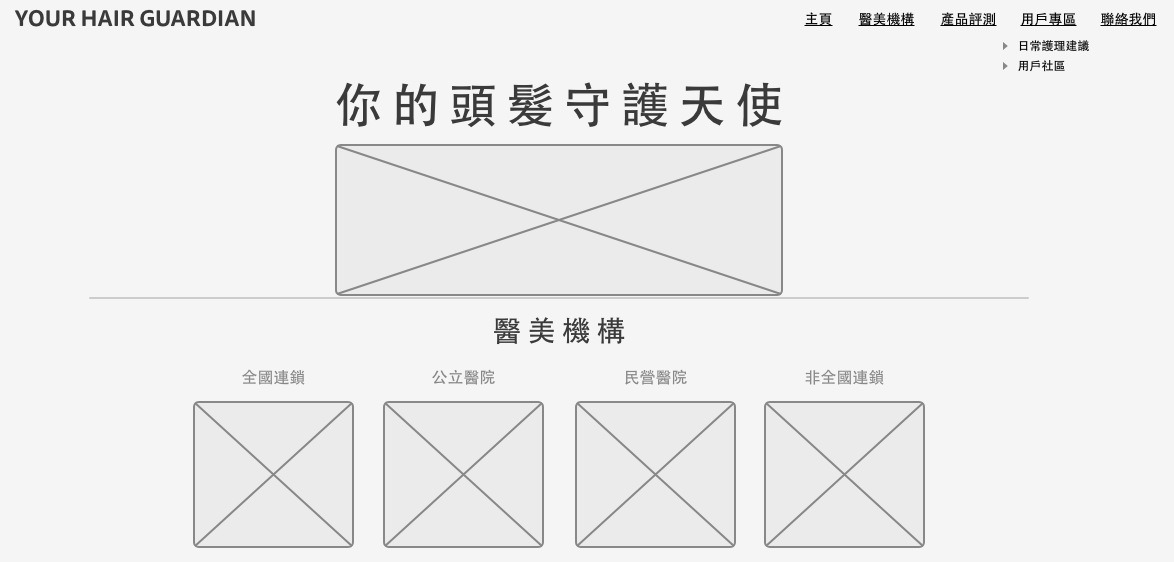 YOUR HAIR GUARDIAN
主頁 醫美機構 產品評測 用戶專區 聯絡我們
日常護理建議
用戶社區
你的頭髮守護天使
醫美機構
全國連鎖 公立醫院 民營醫院 非全國連鎖